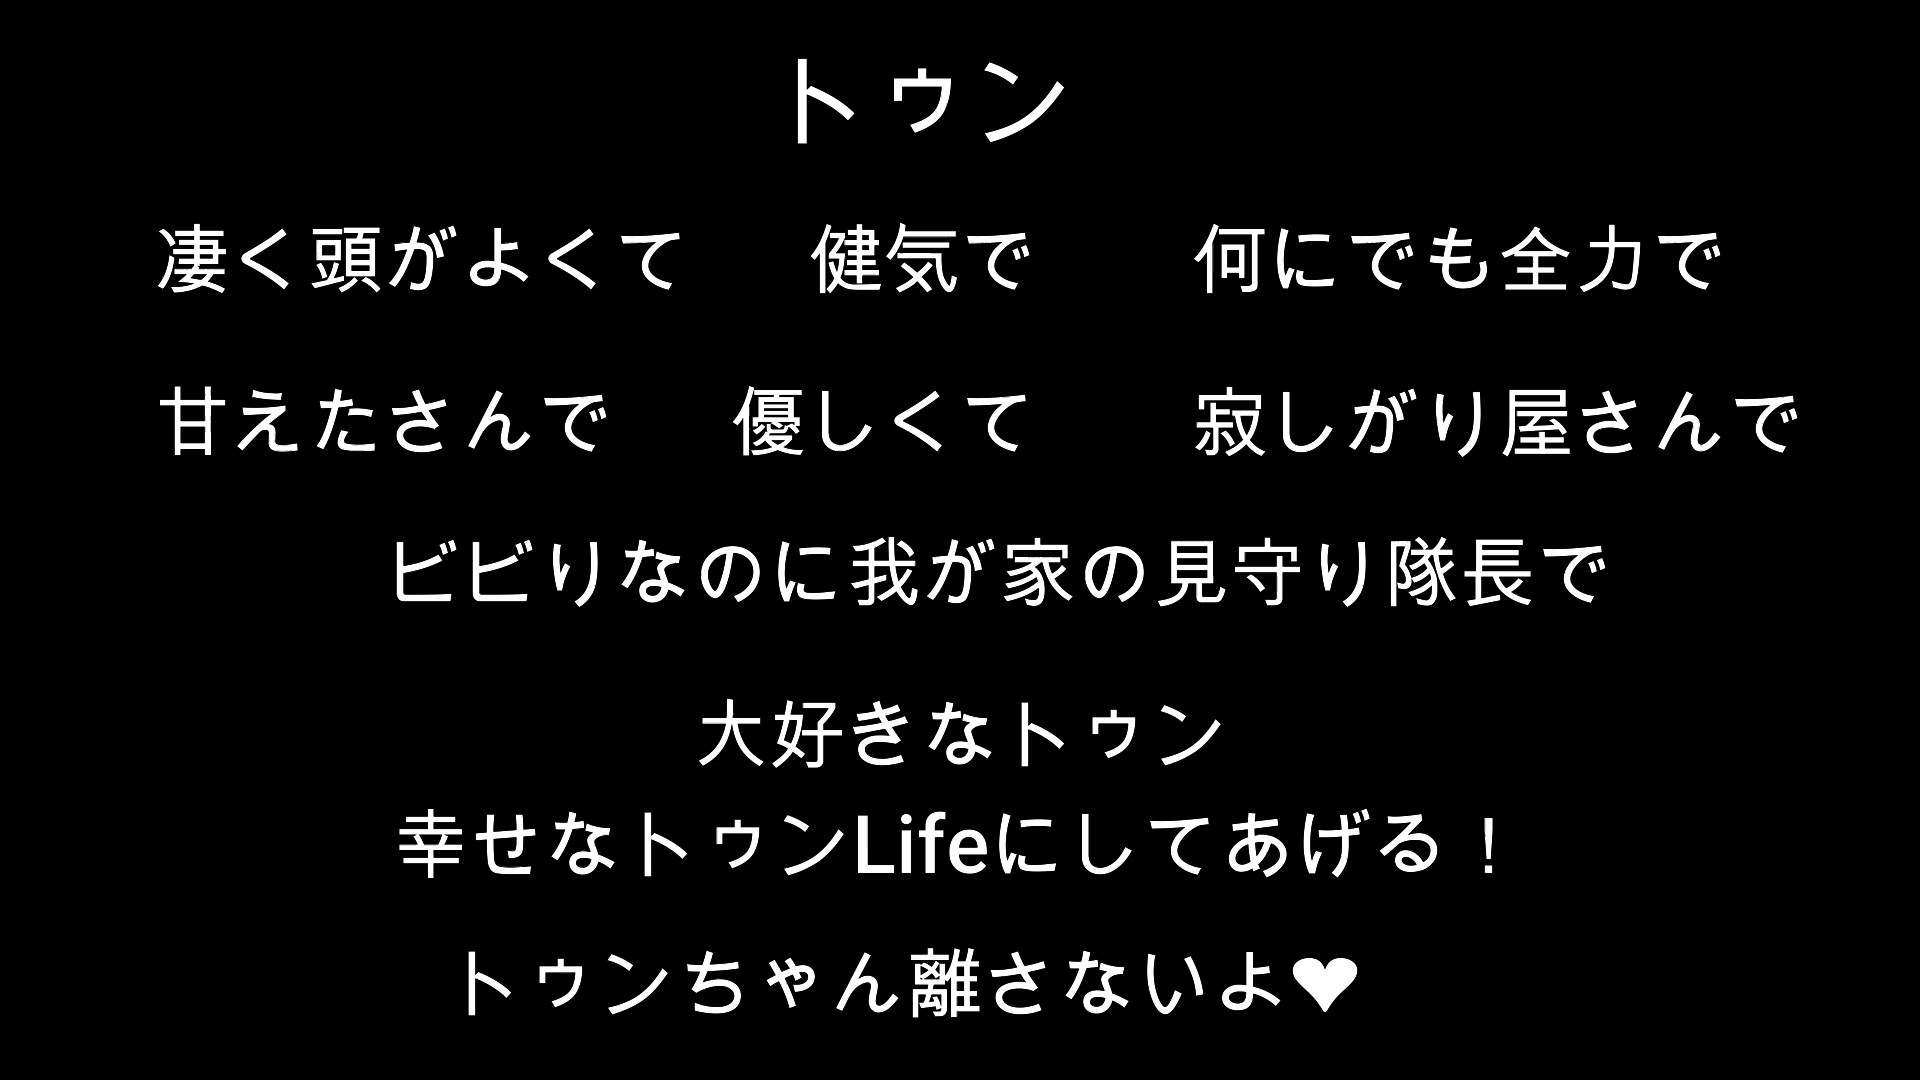 トゥン
凄く頭がよくて 健気で 何にでも全力で
甘えたさんで 優しくて 寂しがり屋さんで
ビビりなのに我が家の見守り隊長で
大好きなトゥン
幸せなトゥンLifeにしてあげる！
トゥンちゃん離さないよ♥